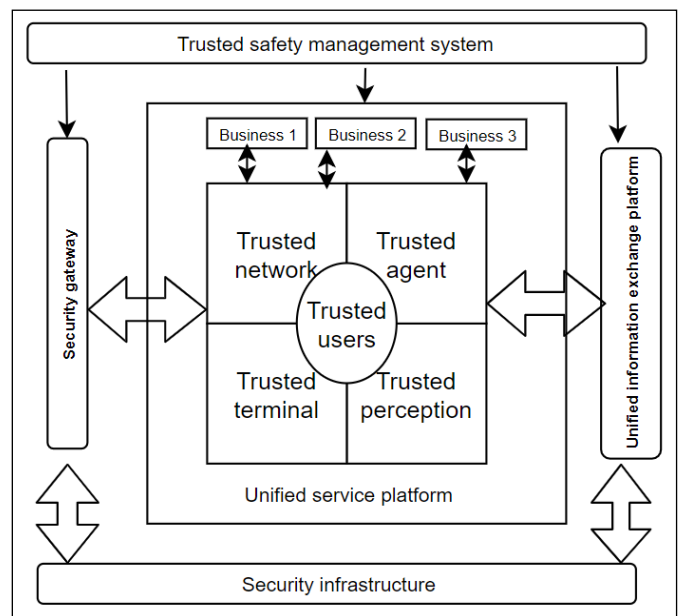 Trusted safety management system
Business 1
Business 2
Business 3
Security gateway
Trusted
network
Trusted
agent
Trusted
users
Trusted
terminal
Trusted
perception
Unified information exchange platform
Unified service platform
Security infrastructure